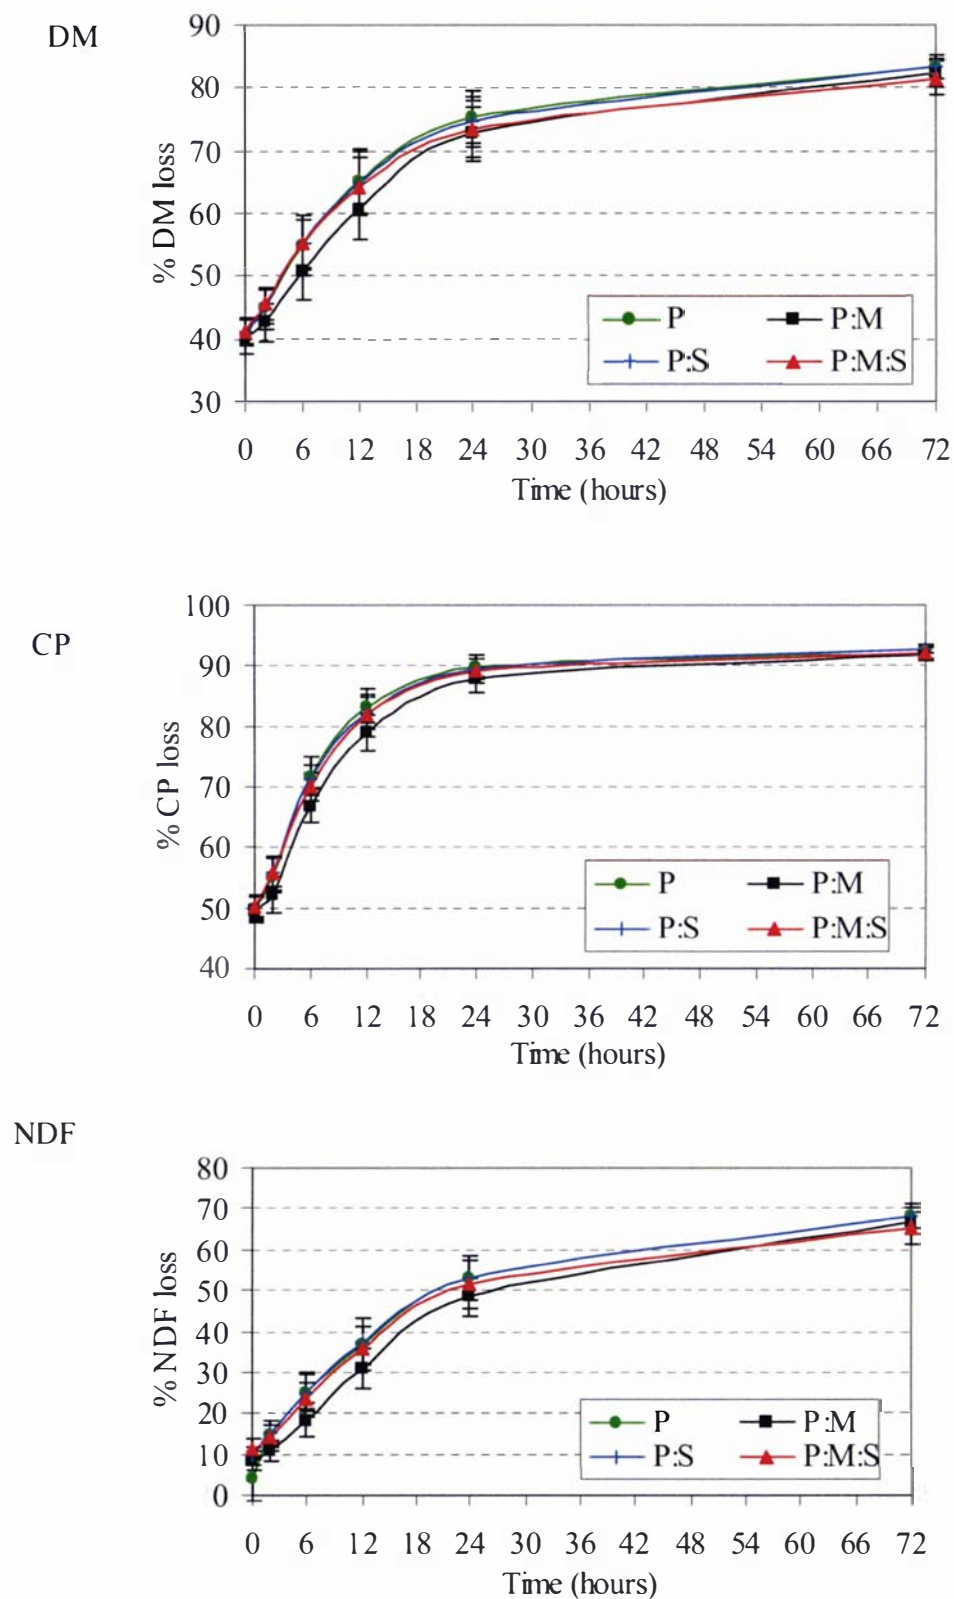 DM
% DM loss
90
80
70
60
50
40
30
P P:M
P:S P:M:S
0 6 12 18 24 30 36 42 48 54 60 66 72
Time (hours)
CP
% CP loss
100
90
80
70
60
50
40
P P:M
P:S P:M:S
0 6 12 18 24 30 36 42 48 54 60 66 72
Time (hours)
NDF
% NDF loss
80
70
60
50
40
30
20
10
0
P P:M
P:S P:M:S
0 6 12 18 24 30 36 42 48 54 60 66 72
Time (hours)